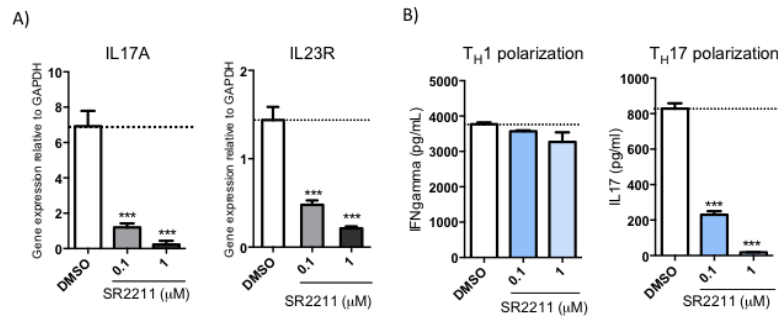 A)
IL17A
Gene expression relative to GAPDH
10
8
6
4
2
0
DMSO
***
0.1
***
1
SR2211 (μM)
IL23R
Gene expression relative to GAPDH
2
1
0
DMSO
***
0.1
***
1
SR2211 (μM)
B)
TH1 polarization
IFNgamma (pg/mL)
5000
4000
3000
2000
1000
0
DMSO
0.1
1
SR2211 (μM)
TH17 polarization
IL17 (pg/ml)
1000
800
600
400
200
0
DMSO
***
0.1
***
1
SR2211 (μM)